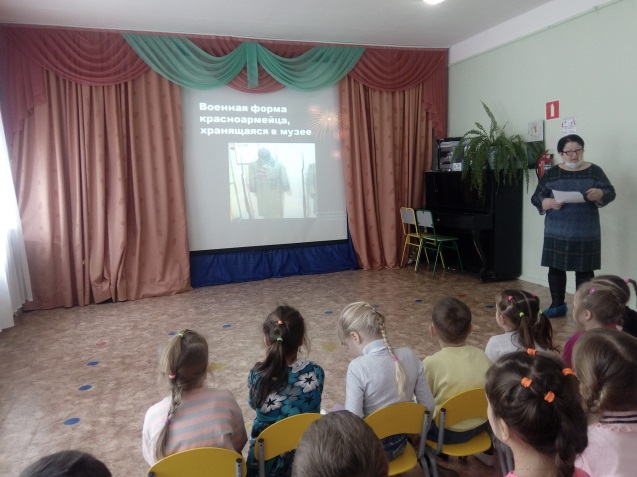 Военная форма
красноармейца,
хранящаяся в музее